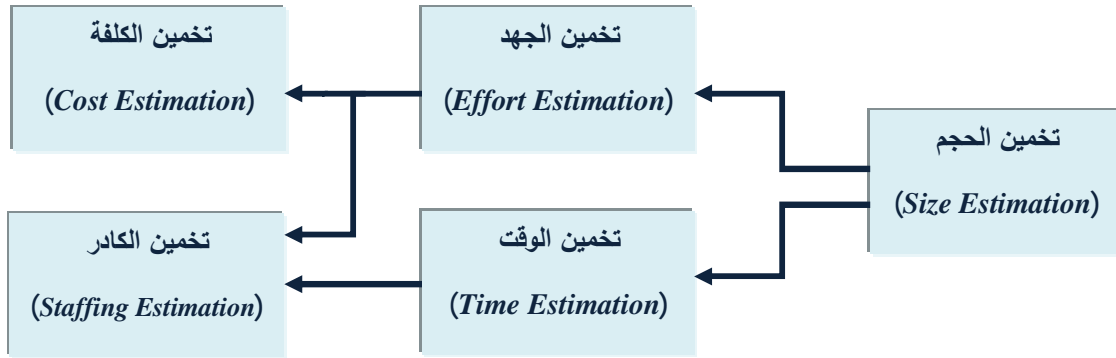 تخمين الحجم
(Size Estimation)
تخمين الجهد
(Effort Estimation)
تخمين الوقت
(Time Estimation)
تخمين الكلفة
(Cost Estimation)
تخمين الكادر
(Staffing Estimation)